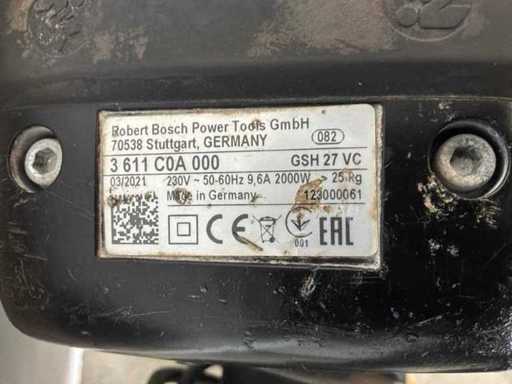 Robert Bosch Power Tools GmbH
70538 Stuttgart, GERMANY
082
3 611 C0A 000 GSH 27 VC
03/2021 230V ~ 50-60Hz 9,6A 2000W > 25 Kg
Made in Germany 123000061
CE
001
EAC